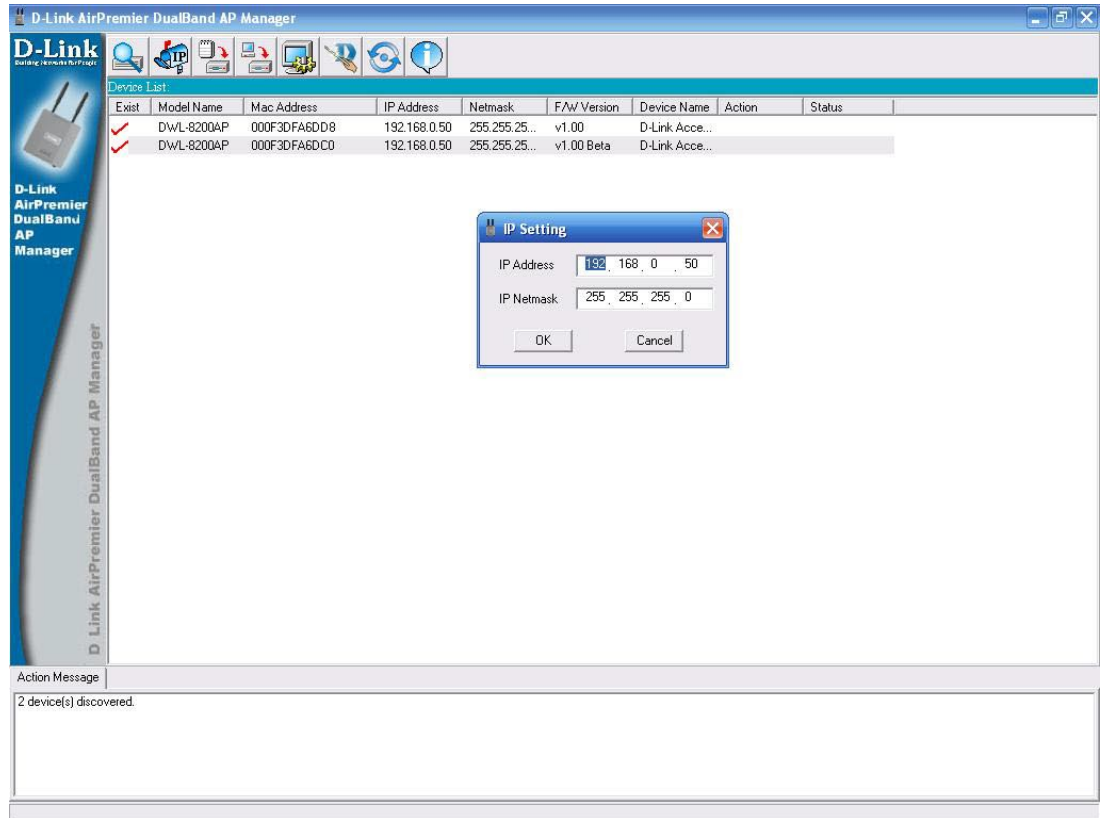 D-Link AirPremier DualBand AP Manager
D-Link
Building Networks for People
IP
Device List:
Exist Model Name Mac Address IP Address Netmask F/W Version Device Name Action Status
DWL-8200AP 000F3DFA6DD8 192.168.0.50 255.255.25... v1.00 D-Link Acce...
DWL-8200AP 000F3DFA6DC0 192.168.0.50 255.255.25... v1.00 Beta D-Link Acce...
D-Link
AirPremier
DualBand
AP
Manager
D Link AirPremier DualBand AP Manager
IP Setting
IP Address 192 . 168 . 0 . 50
IP Netmask 255 . 255 . 255 . 0
OK Cancel
Action Message
2 device(s) discovered.